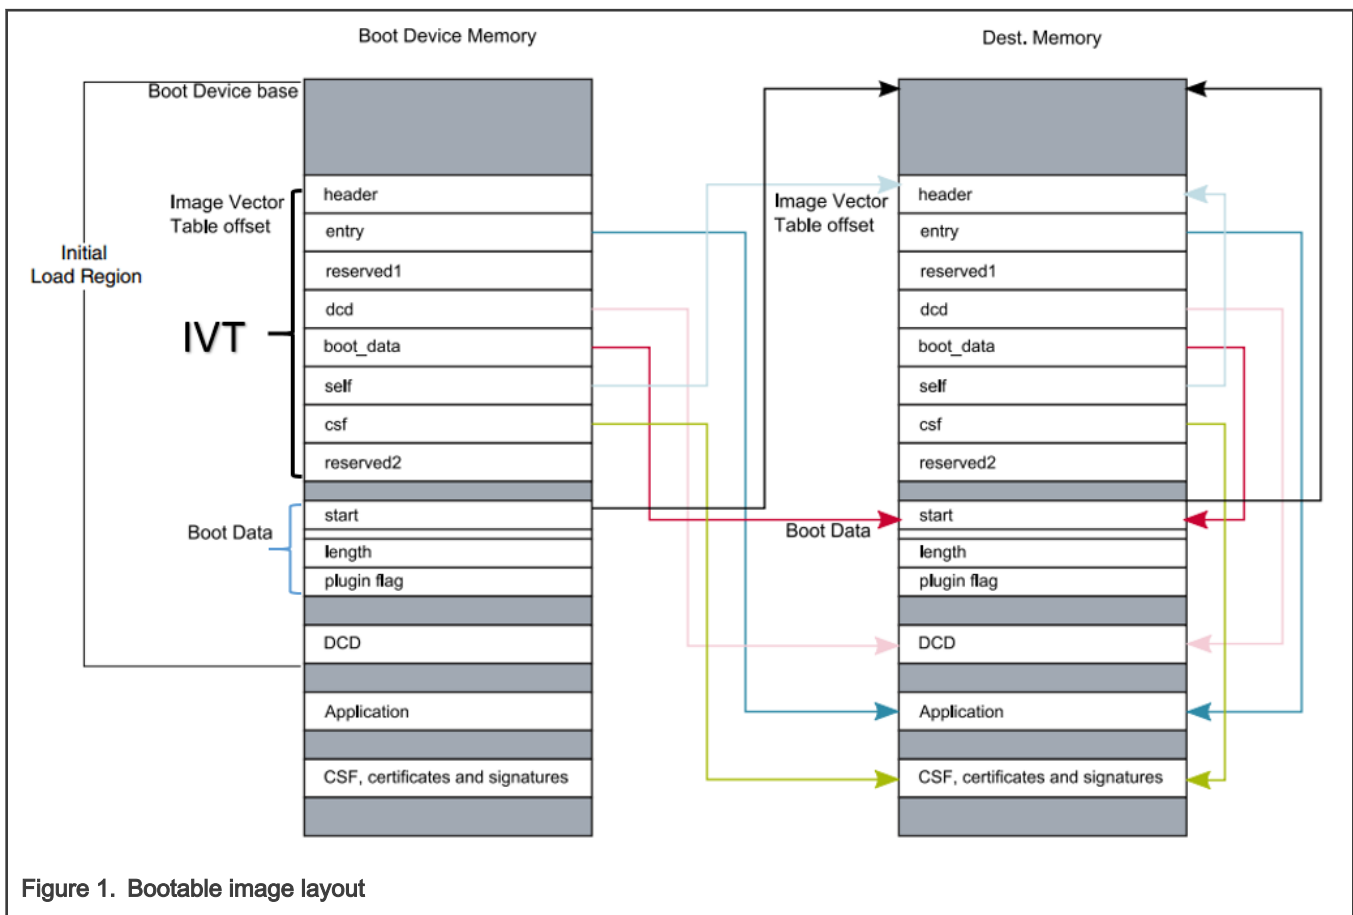 Boot Device Memory
Dest. Memory
Boot Device base
Image Vector
Table offset
Initial
Load Region
IVT
header
entry
reserved1
dcd
boot_data
self
csf
reserved2
Boot Data
start
length
plugin flag
DCD
Application
CSF, certificates and signatures
Image Vector
Table offset
header
entry
reserved1
dcd
boot_data
self
csf
reserved2
Boot Data
start
length
plugin flag
DCD
Application
CSF, certificates and signatures
Figure 1. Bootable image layout